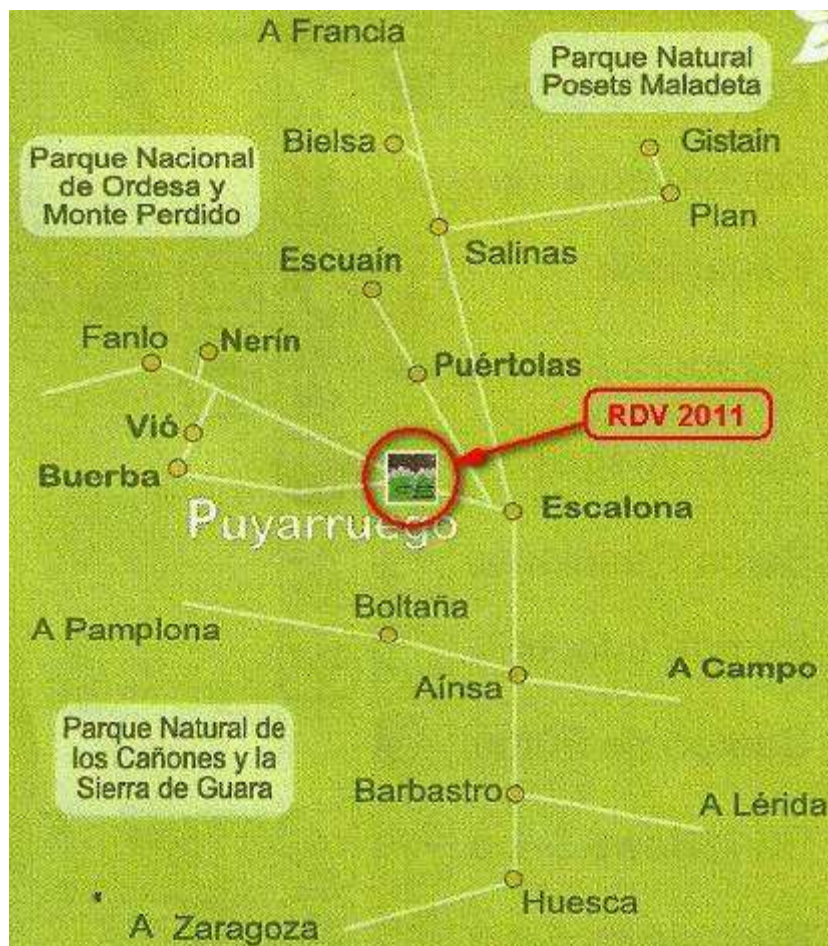 A Francia
Parque Natural
Posets Maladeta
Bielsa
Gistain
Parque Nacional
de Ordesa y
Monte Perdido
Plan
Salinas
Escuaín
Fanlo
Nerín
Puértolas
RDV 2011
Vió
Buerba
Escalona
Puyarruego
Boltaña
A Pamplona
A Campo
Aínsa
Parque Natural de
los Cañones y la
Sierra de Guara
Barbastro
A Lérida
Huesca
A Zaragoza